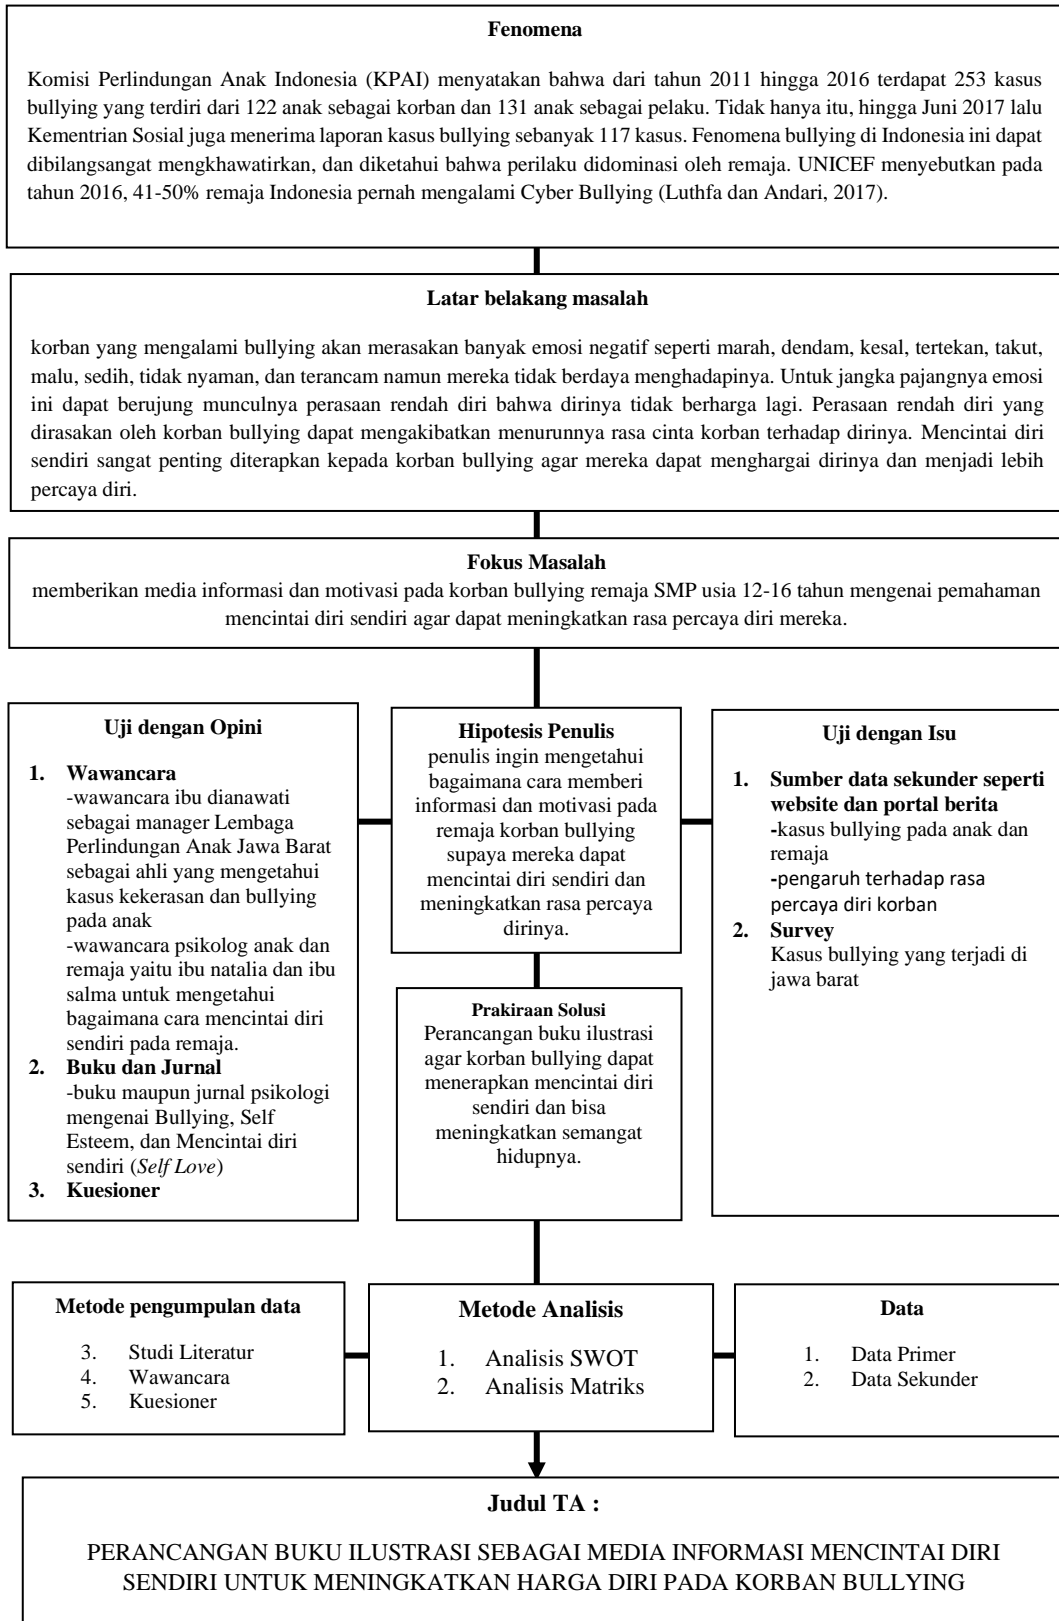 Fenomena
Komisi Perlindungan Anak Indonesia (KPAI) menyatakan bahwa dari tahun 2011 hingga 2016 terdapat 253 kasus
bullying yang terdiri dari 122 anak sebagai korban dan 131 anak sebagai pelaku. Tidak hanya itu, hingga Juni 2017 lalu
Kementrian Sosial juga menerima laporan kasus bullying sebanyak 117 kasus. Fenomena bullying di Indonesia ini dapat
dibilangsangat mengkhawatirkan, dan diketahui bahwa perilaku didominasi oleh remaja. UNICEF menyebutkan pada
tahun 2016, 41-50% remaja Indonesia pernah mengalami Cyber Bullying (Luthfa dan Andari, 2017).
Latar belakang masalah
korban yang mengalami bullying akan merasakan banyak emosi negatif seperti marah, dendam, kesal, tertekan, takut,
malu, sedih, tidak nyaman, dan terancam namun mereka tidak berdaya menghadapinya. Untuk jangka pajangnya emosi
ini dapat berujung munculnya perasaan rendah diri bahwa dirinya tidak berharga lagi. Perasaan rendah diri yang
dirasakan oleh korban bullying dapat mengakibatkan menurunnya rasa cinta korban terhadap dirinya. Mencintai diri
sendiri sangat penting diterapkan kepada korban bullying agar mereka dapat menghargai dirinya dan menjadi lebih
percaya diri.
Fokus Masalah
memberikan media informasi dan motivasi pada korban bullying remaja SMP usia 12-16 tahun mengenai pemahaman
mencintai diri sendiri agar dapat meningkatkan rasa percaya diri mereka.
Uji dengan Opini
1. Wawancara
-wawancara ibu dianawati
sebagai manager Lembaga
Perlindungan Anak Jawa Barat
sebagai ahli yang mengetahui
kasus kekerasan dan bullying
pada anak
-wawancara psikolog anak dan
remaja yaitu ibu natalia dan ibu
salma untuk mengetahui
bagaimana cara mencintai diri
sendiri pada remaja.
2. Buku dan Jurnal
-buku maupun jurnal psikologi
mengenai Bullying, Self
Esteem, dan Mencintai diri
sendiri (Self Love)
3. Kuesioner
Hipotesis Penulis
penulis ingin mengetahui
bagaimana cara memberi
informasi dan motivasi pada
remaja korban bullying
supaya mereka dapat
mencintai diri sendiri dan
meningkatkan rasa percaya
dirinya.
Prakiraan Solusi
Perancangan buku ilustrasi
agar korban bullying dapat
menerapkan mencintai diri
sendiri dan bisa
meningkatkan semangat
hidupnya.
Uji dengan Isu
1. Sumber data sekunder seperti
website dan portal berita
-kasus bullying pada anak dan
remaja
-pengaruh terhadap rasa
percaya diri korban
2. Survey
Kasus bullying yang terjadi di
jawa barat
Metode pengumpulan data
3. Studi Literatur
4. Wawancara
5. Kuesioner
Metode Analisis
1. Analisis SWOT
2. Analisis Matriks
Data
1. Data Primer
2. Data Sekunder
Judul TA :
PERANCANGAN BUKU ILUSTRASI SEBAGAI MEDIA INFORMASI MENCINTAI DIRI
SENDIRI UNTUK MENINGKATKAN HARGA DIRI PADA KORBAN BULLYING